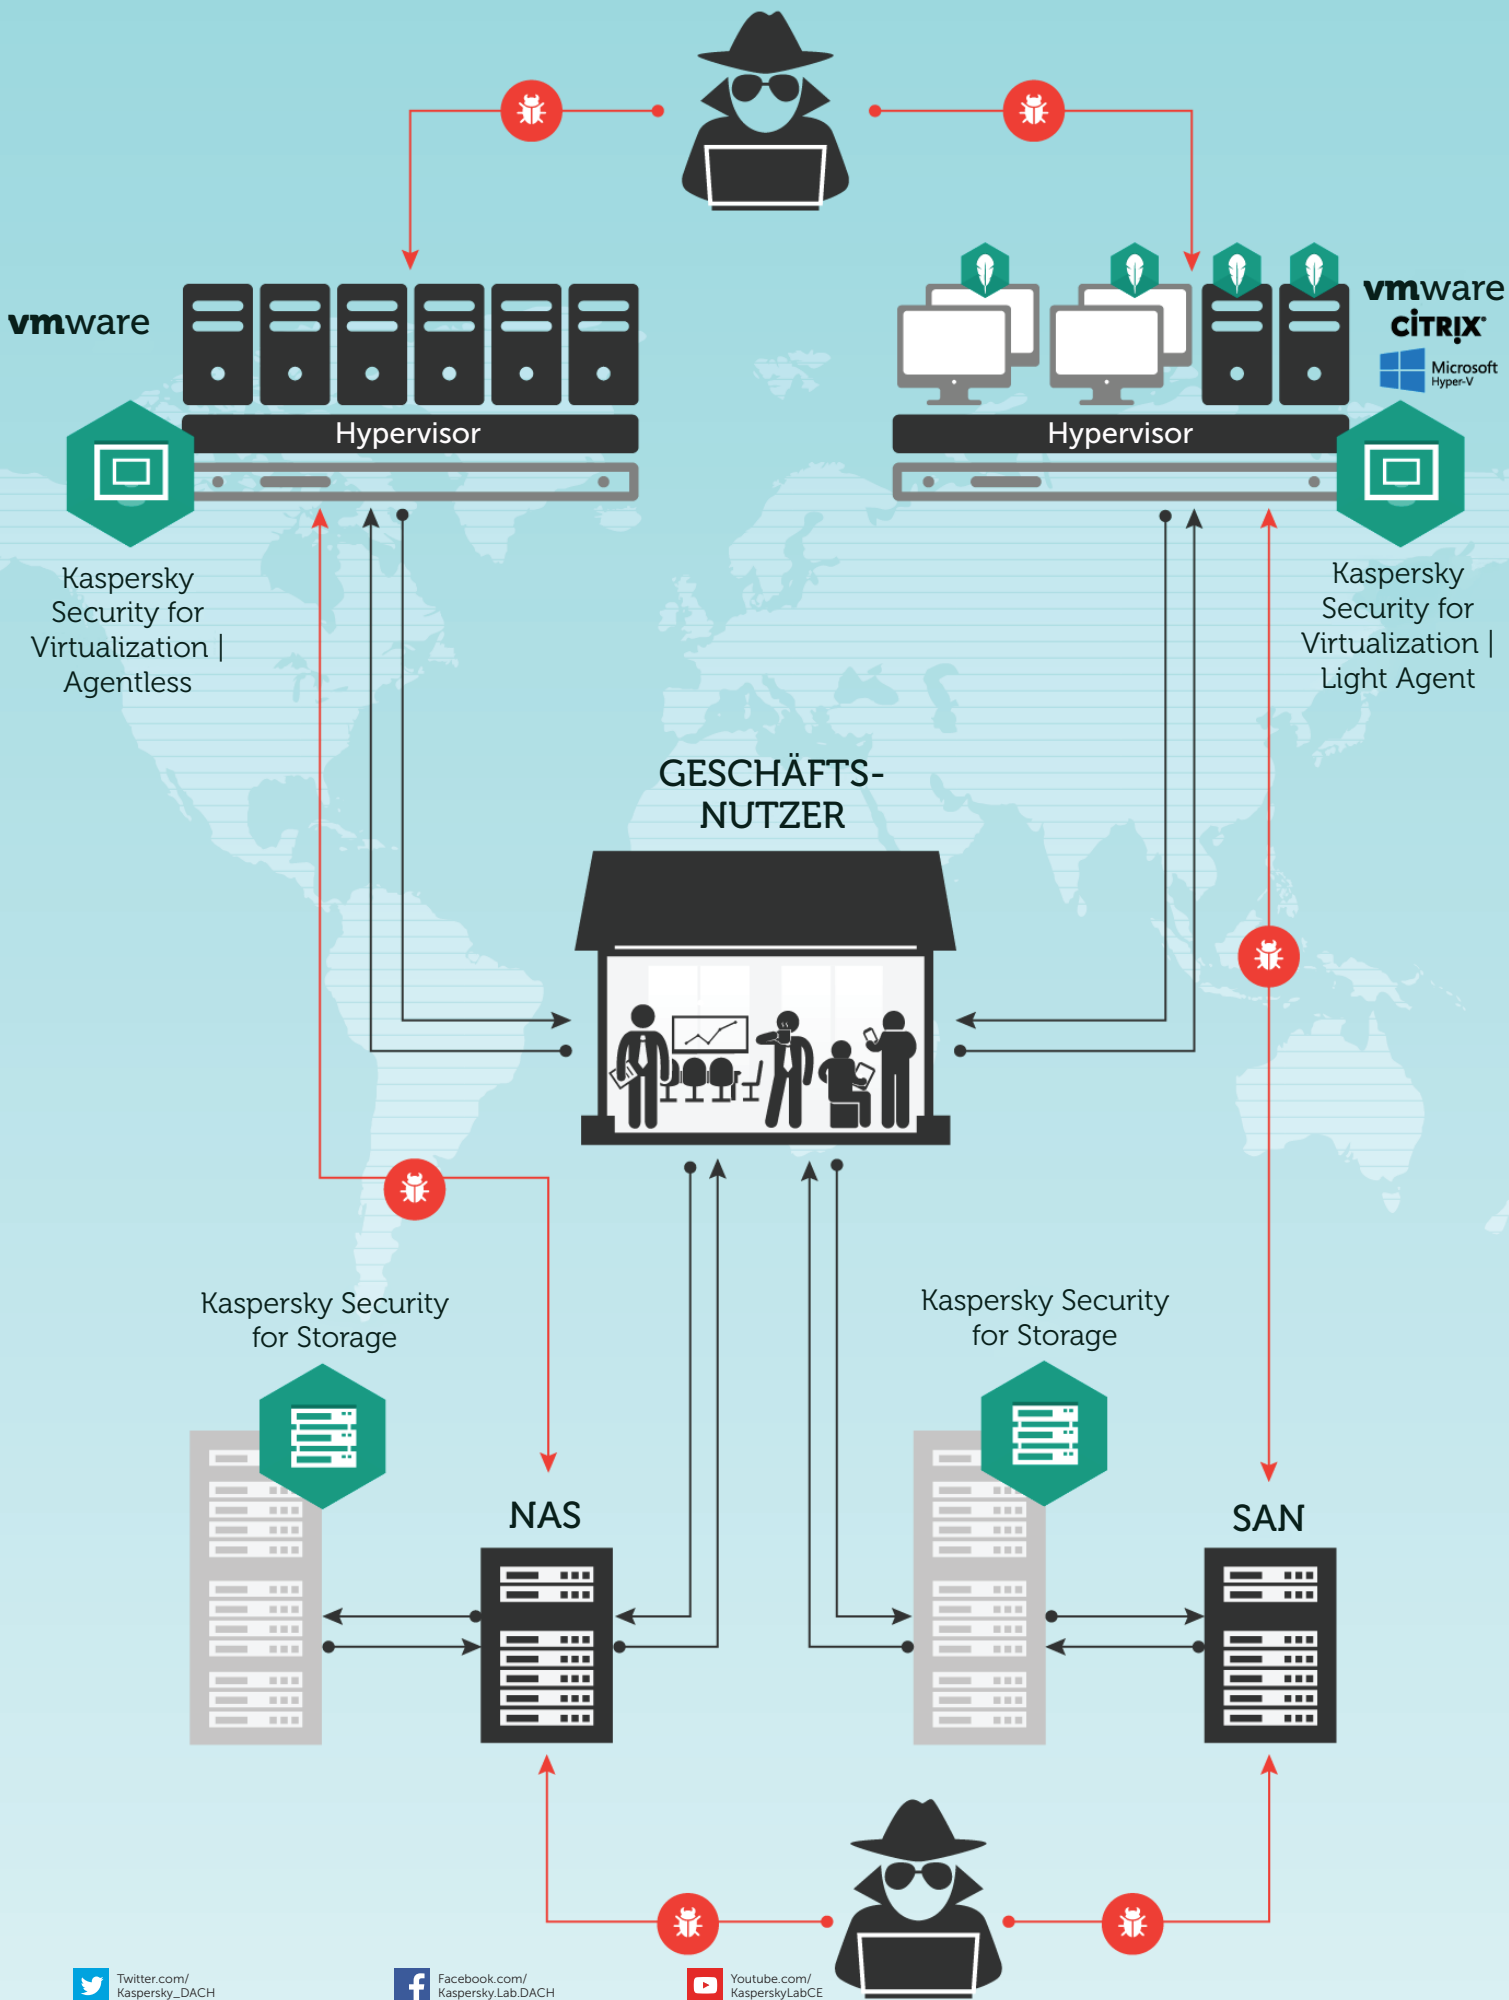 vmware
vmware
CITRIX
Microsoft
Hyper-V
Hypervisor
Hypervisor
Kaspersky
Security for
Virtualization |
Agentless
Kaspersky
Security for
Virtualization |
Light Agent
GESCHÄFTS-
NUTZER
Kaspersky Security
for Storage
Kaspersky Security
for Storage
NAS
SAN
Twitter.com/
Kaspersky_DACH
Facebook.com/
Kaspersky.Lab.DACH
Youtube.com/
KasperskyLabCE